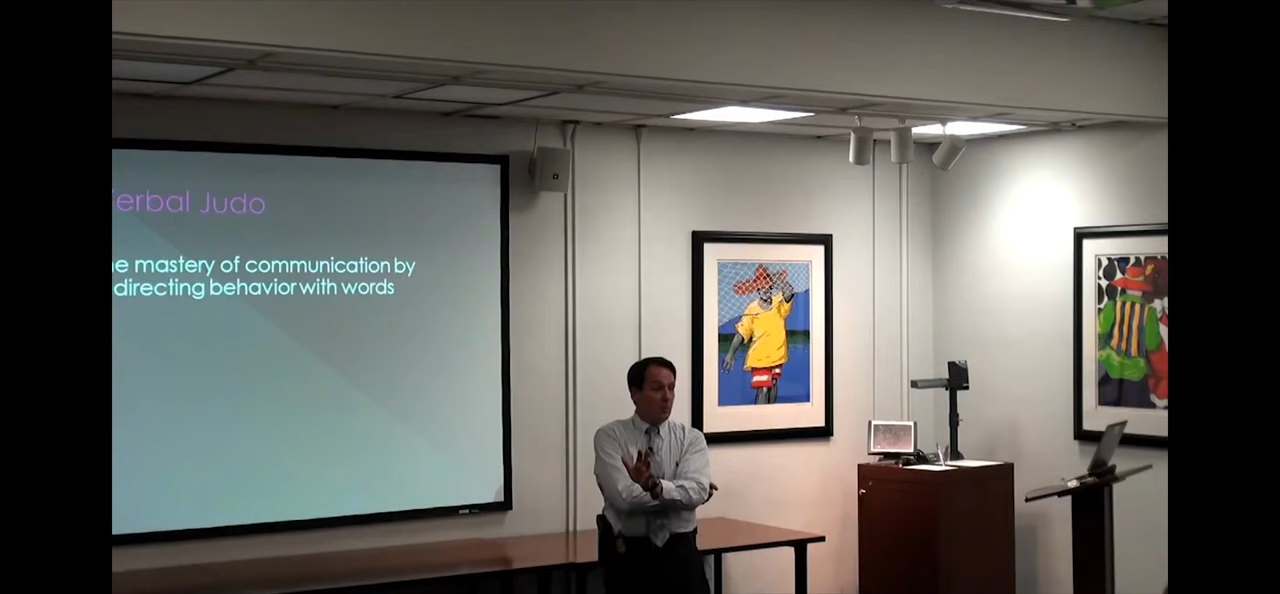 erbal Judo
e mastery of communication by
directing behavior with words